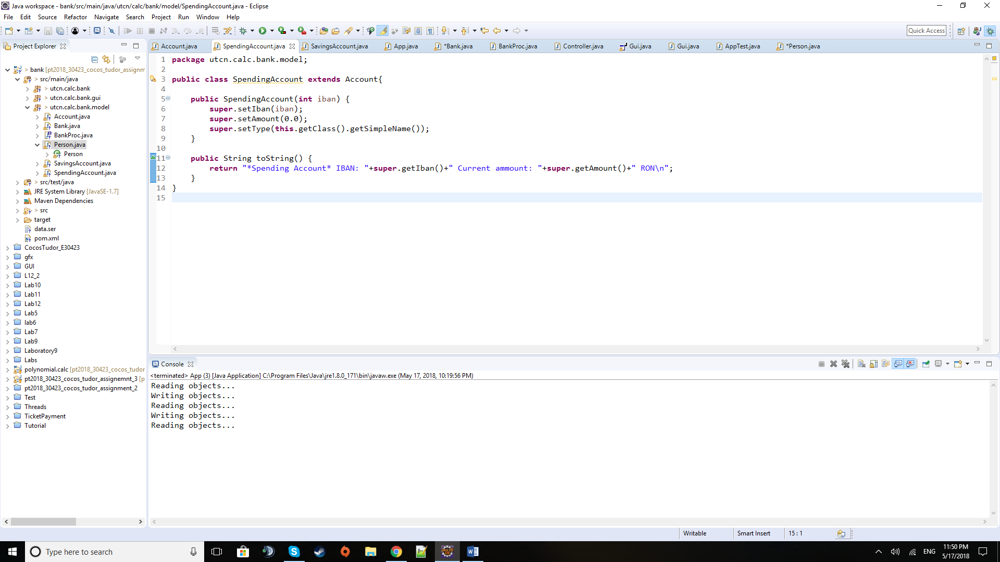 Java workspace - bank/src/main/java/utcn/calc/bank/model/SpendingAccount.java - Eclipse
File Edit Source Refactor Navigate Search Project Run Window Help
Quick Access
Project Explorer
Account.java SpendingAccount.java SavingsAccount.java App.java *Bank.java BankProc.java Controller.java Gui.java Gui.java AppTest.java *Person.java
> bank [pt2018_30423_cocos_tudor_assignm
> src/main/java
> utcn.calc.bank
> utcn.calc.bank.gui
> utcn.calc.bank.model
Account.java
Bank.java
BankProc.java
Person.java
Person
SavingsAccount.java
SpendingAccount.java
> src/test/java
JRE System Library [JavaSE-1.7]
Maven Dependencies
> src
target
data.ser
pom.xml
CocosTudor_E30423
gfx
GUI
L12_2
Lab10
Lab11
Lab12
Lab5
lab6
Lab7
Lab9
Laboratory9
Labs
polynomial.calc [pt2018_30423_cocos_tudor
pt2018_30423_cocos_tudor_assignemnt_3 [p
pt2018_30423_cocos_tudor_assignment_2
Test
Threads
TicketPayment
Tutorial
1 package utcn.calc.bank.model;
2
3 public class SpendingAccount extends Account{
4
5 public SpendingAccount(int iban) {
6 super.setIban(iban);
7 super.setAmount(0.0);
8 super.setType(this.getClass().getSimpleName());
9 }
10
11 public String toString() {
12 return "*Spending Account* IBAN: "+super.getIban()+" Current ammount: "+super.getAmount()+" RON\n";
13 }
14 }
15
Console
<terminated> App (3) [Java Application] C:\Program Files\Java\jre1.8.0_171\bin\javaw.exe (May 17, 2018, 10:19:56 PM)
Reading objects...
Writing objects...
Reading objects...
Writing objects...
Reading objects...
Writable Smart Insert 15 : 1
Type here to search
ENG
11:50 PM
5/17/2018